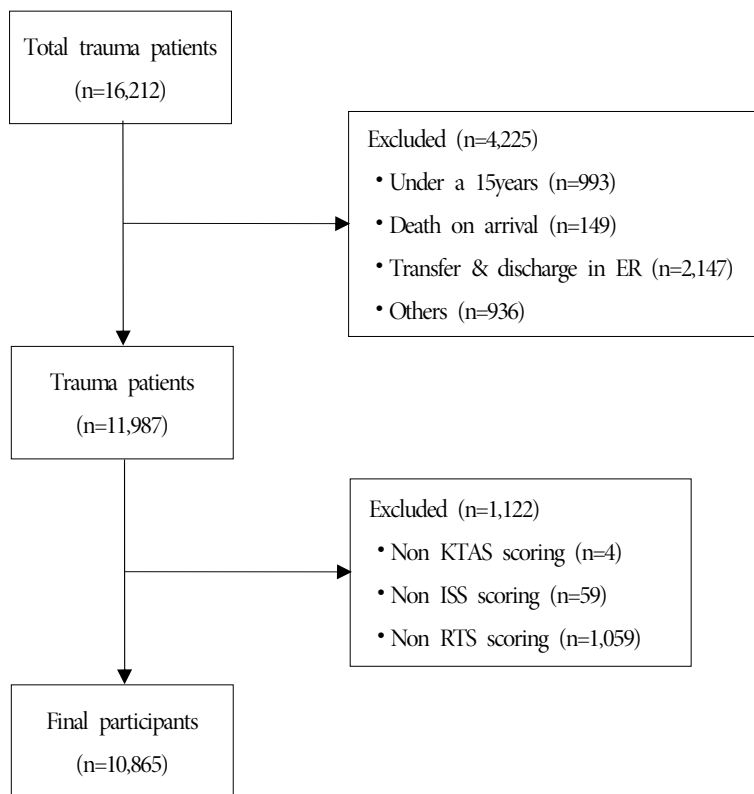 Total trauma patients
(n=16,212)
Excluded (n=4,225)
・Under a 15years (n=993)
・Death on arrival (n=149)
・Transfer & discharge in ER (n=2,147)
・Others (n=936)
Trauma patients
(n=11,987)
Excluded (n=1,122)
・Non KTAS scoring (n=4)
・Non ISS scoring (n=59)
・Non RTS scoring (n=1,059)
Final participants
(n=10,865)